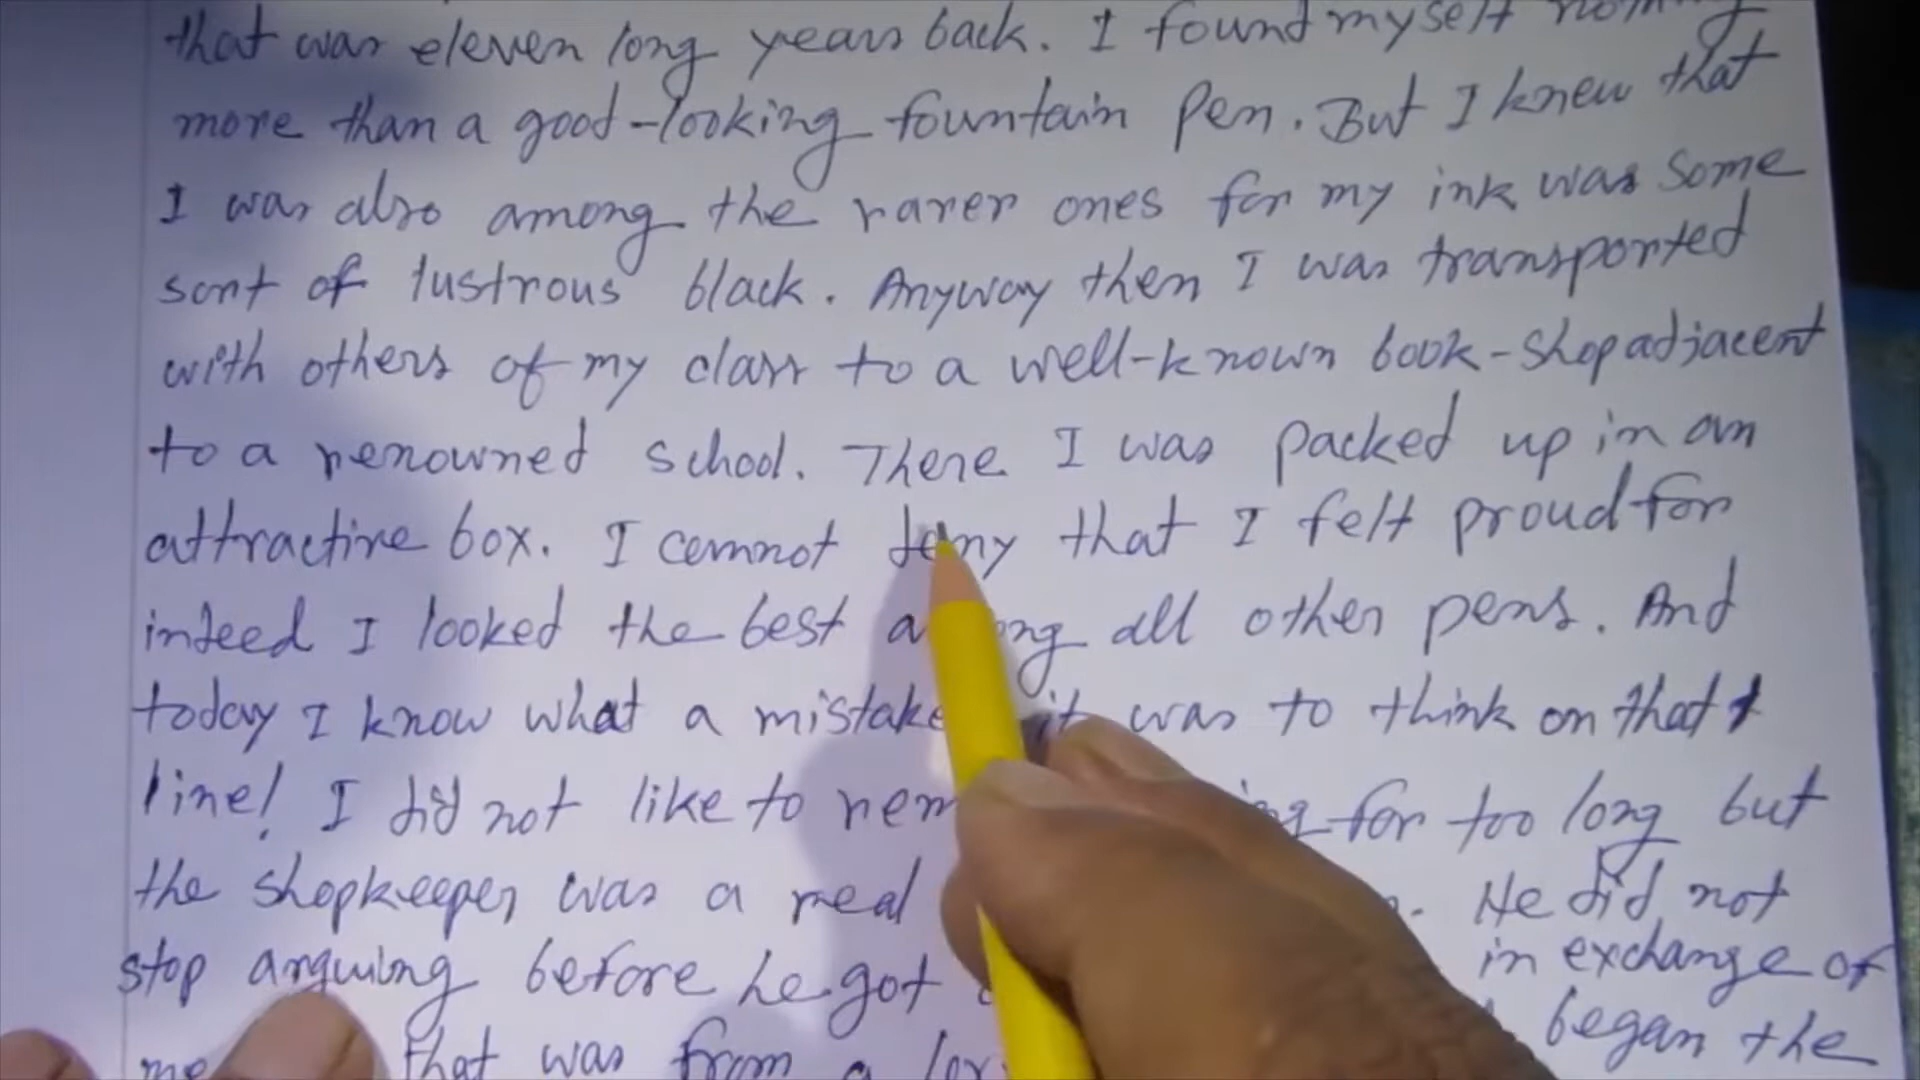 that was eleven long years back. I found myself nothing
more than a good-looking fountain pen. But I knew that
I was also among the rarer ones for my ink was some
sort of lustrous black. Anyway then I was transported
with others of my class to a well-known book-shop adjacent
to a renowned school. There I was packed up in an
attractive box. I cannot deny that I felt proud for
indeed I looked the best among all other pens. And
today I know what a mistake it was to think on that
line! I did not like to for too long but
the shopkeeper was a real He did not
stop arguing before he got in exchange of
me that was from a began the